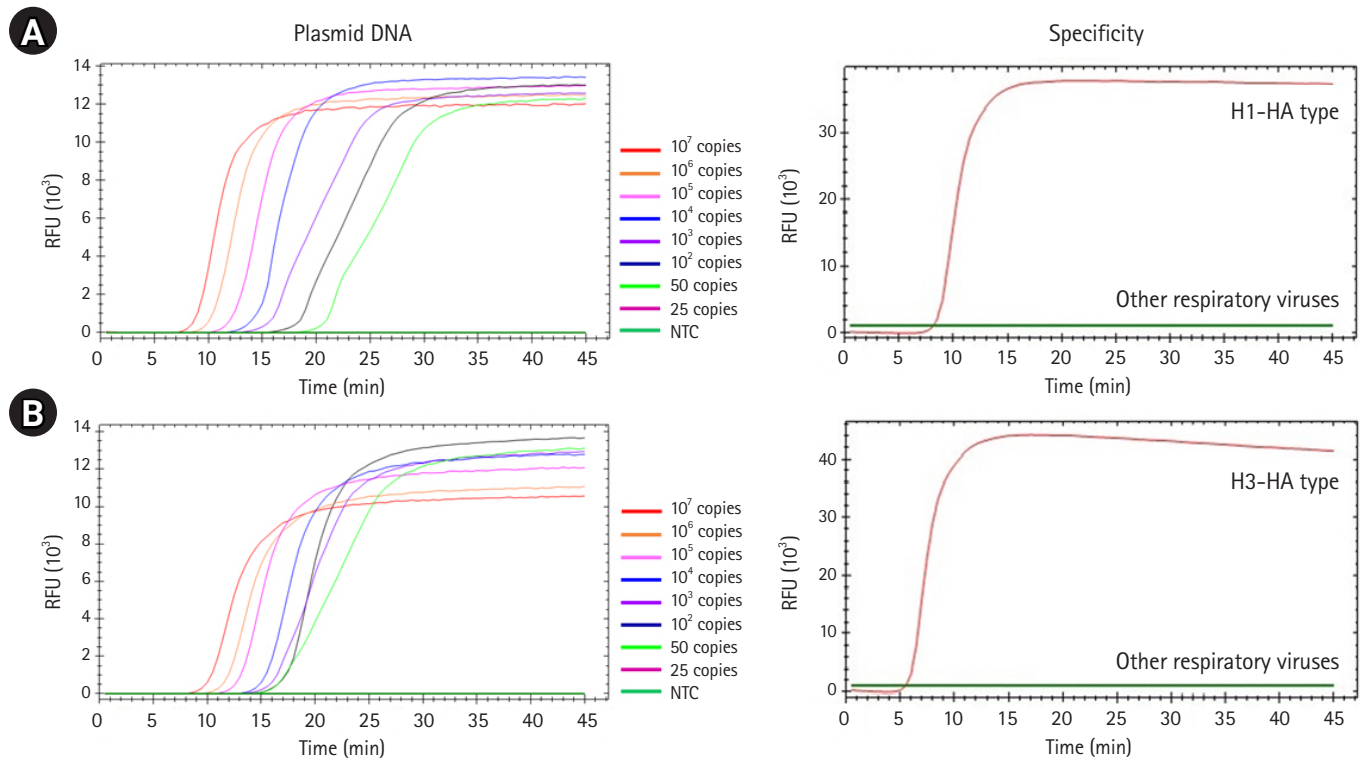 A
Plasmid DNA
RFU (10³)
14
12
10
8
6
4
2
0
0 5 10 15 20 25 30 35 40 45
Time (min)
10⁷ copies
10⁶ copies
10⁵ copies
10⁴ copies
10³ copies
10² copies
50 copies
25 copies
NTC
Specificity
RFU (10³)
30
20
10
0
H1-HA type
Other respiratory viruses
0 5 10 15 20 25 30 35 40 45
Time (min)
B
RFU (10³)
14
12
10
8
6
4
2
0
0 5 10 15 20 25 30 35 40 45
Time (min)
10⁷ copies
10⁶ copies
10⁵ copies
10⁴ copies
10³ copies
10² copies
50 copies
25 copies
NTC
RFU (10³)
40
30
20
10
0
H3-HA type
Other respiratory viruses
0 5 10 15 20 25 30 35 40 45
Time (min)